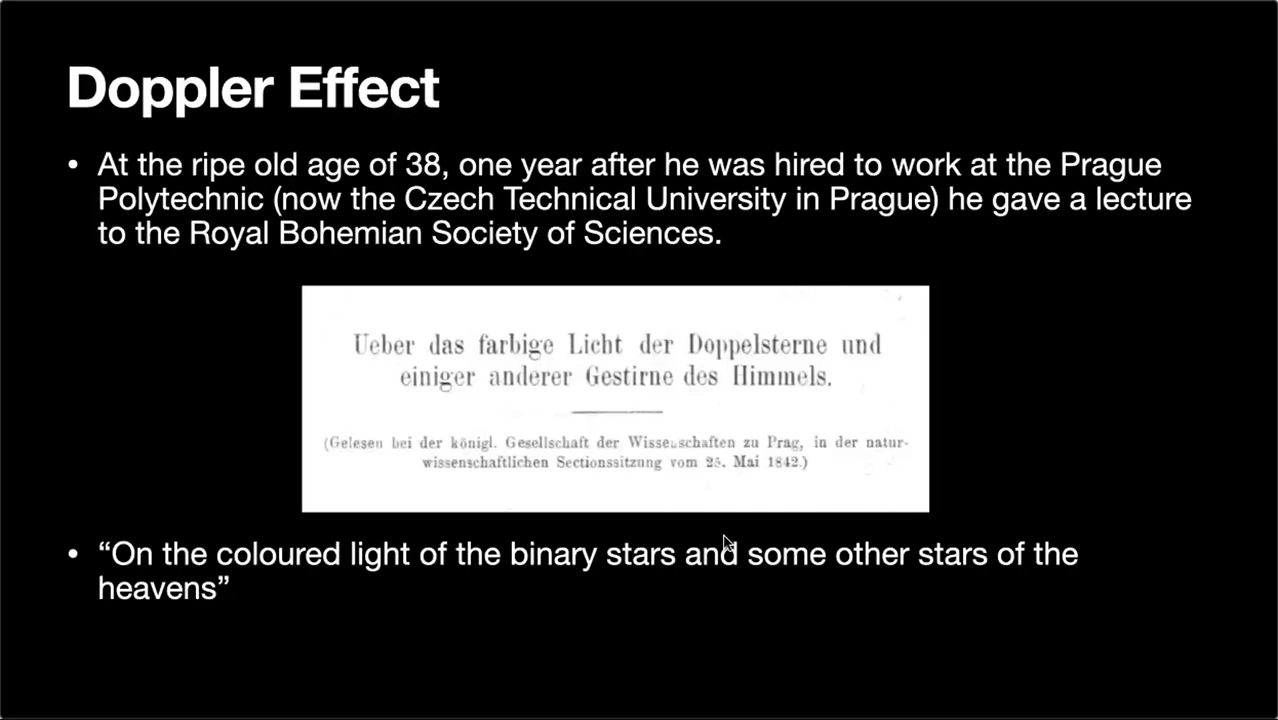 Doppler Effect
• At the ripe old age of 38, one year after he was hired to work at the Prague
Polytechnic (now the Czech Technical University in Prague) he gave a lecture
to the Royal Bohemian Society of Sciences.
Ueber das farbige Licht der Doppelsterne und
einiger anderer Gestirne des Himmels.
(Gelesen bei der königl. Gesellschaft der Wissenschaften zu Prag, in der natur-
wissenschaftlichen Sectionssitzung vom 25. Mai 1842.)
• “On the coloured light of the binary stars and some other stars of the
heavens”